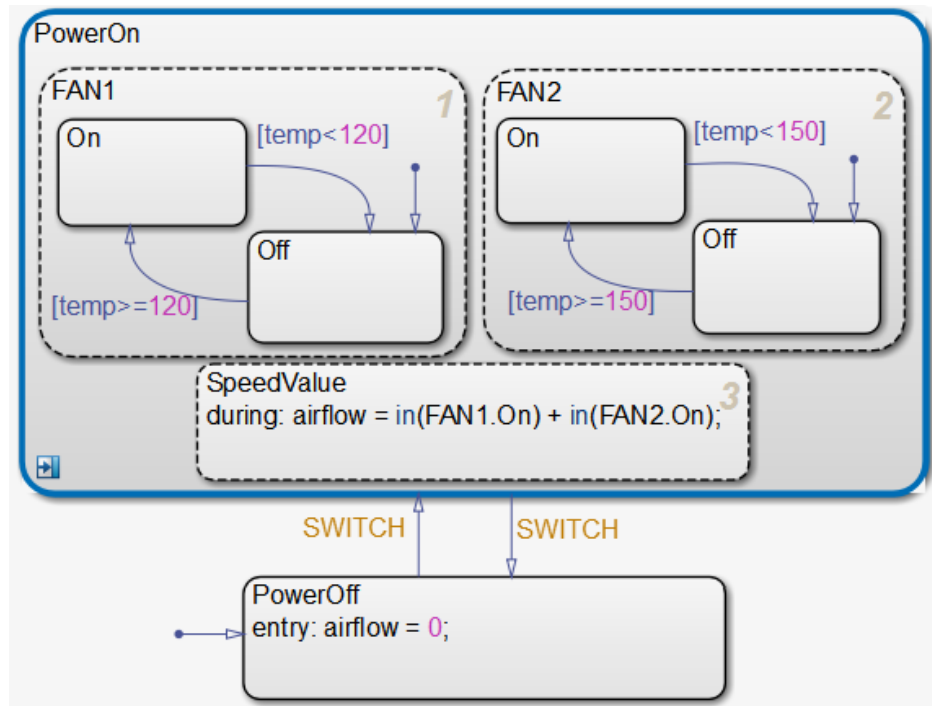 PowerOn
FAN1
1
On
[temp<120]
Off
[temp>=120]
FAN2
2
On
[temp<150]
Off
[temp>=150]
SpeedValue
3
during: airflow = in(FAN1.On) + in(FAN2.On);
SWITCH
SWITCH
PowerOff
entry: airflow = 0;